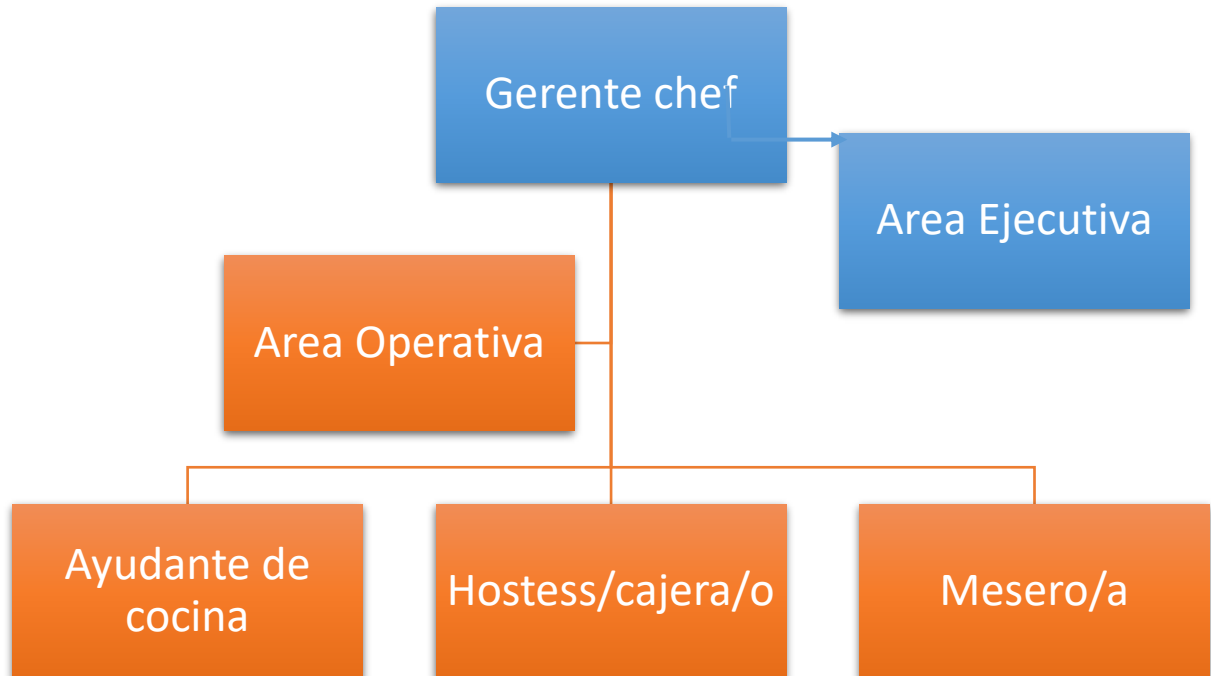 Gerente chef
Area Ejecutiva
Area Operativa
Ayudante de
cocina
Hostess/cajera/o
Mesero/a